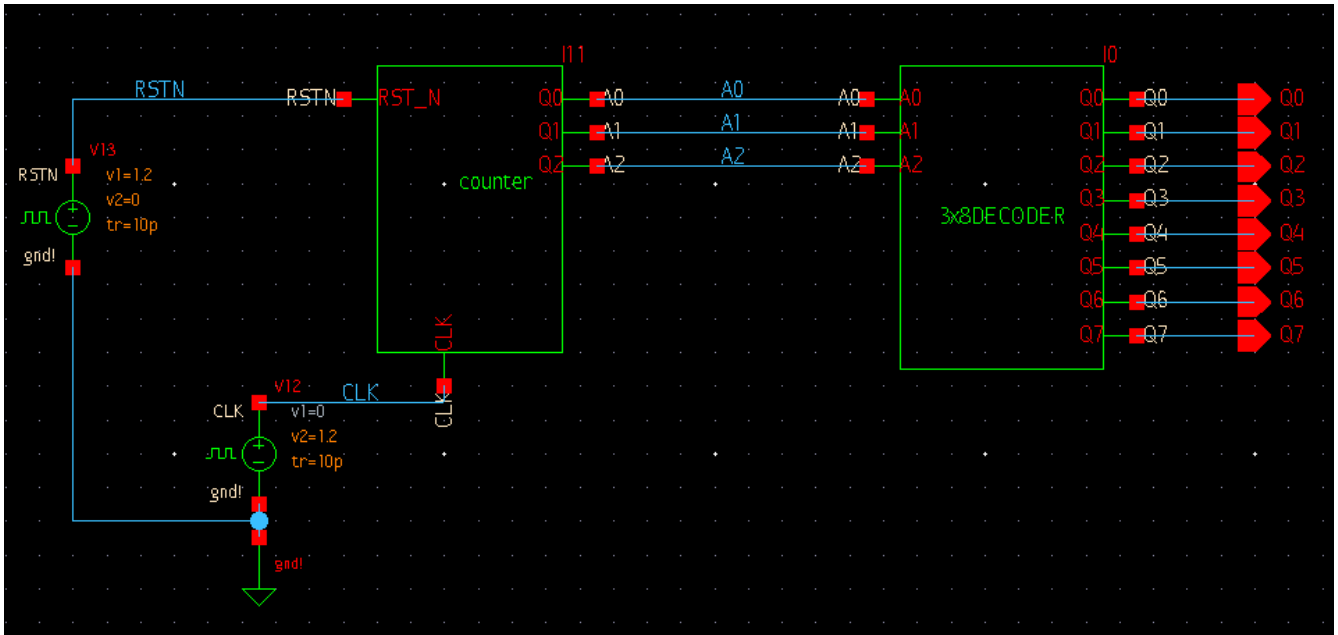 I11
I0
RSTN RSTN RST_N Q0 A0 A0 A0 A0 Q0 Q0 Q0
Q1 A1 A1 A1 A1 Q1 Q1 Q1
Q2 A2 A2 A2 A2 Q2 Q2 Q2
V13
RSTN v1=1.2
v2=0
tr=10p
gnd!
counter
3x8DECODER
Q3 Q3 Q3
Q4 Q4 Q4
Q5 Q5 Q5
Q6 Q6 Q6
Q7 Q7 Q7
CLK
CLK
V12 CLK
CLK v1=0
v2=1.2
tr=10p
gnd!
gnd!